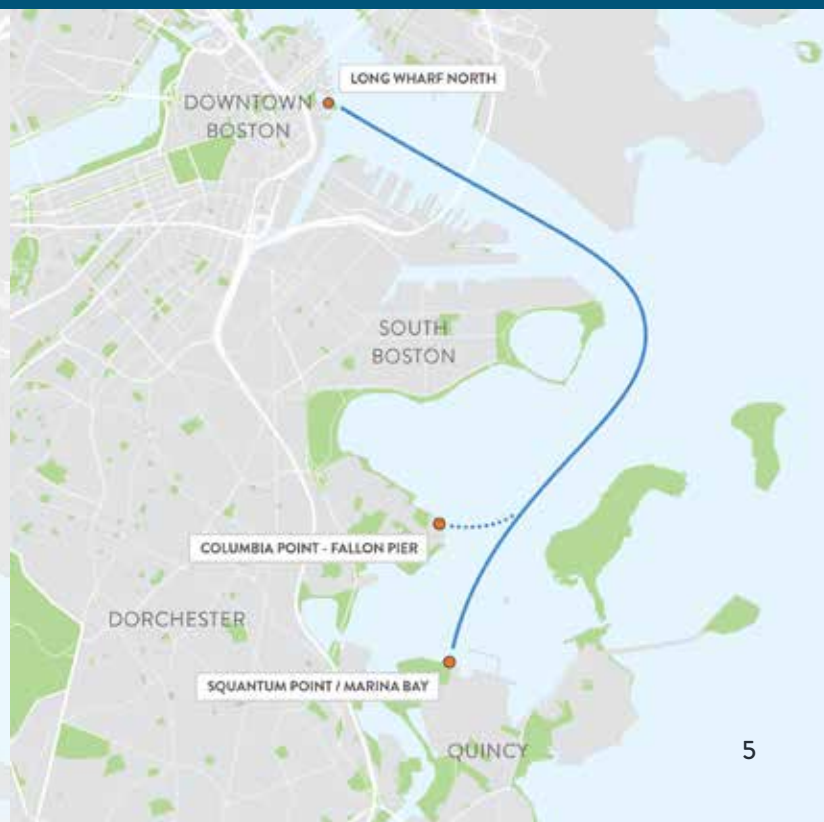 LONG WHARF NORTH
DOWNTOWN
BOSTON
SOUTH
BOSTON
COLUMBIA POINT - FALLON PIER
DORCHESTER
SQUANTUM POINT / MARINA BAY
QUINCY
5